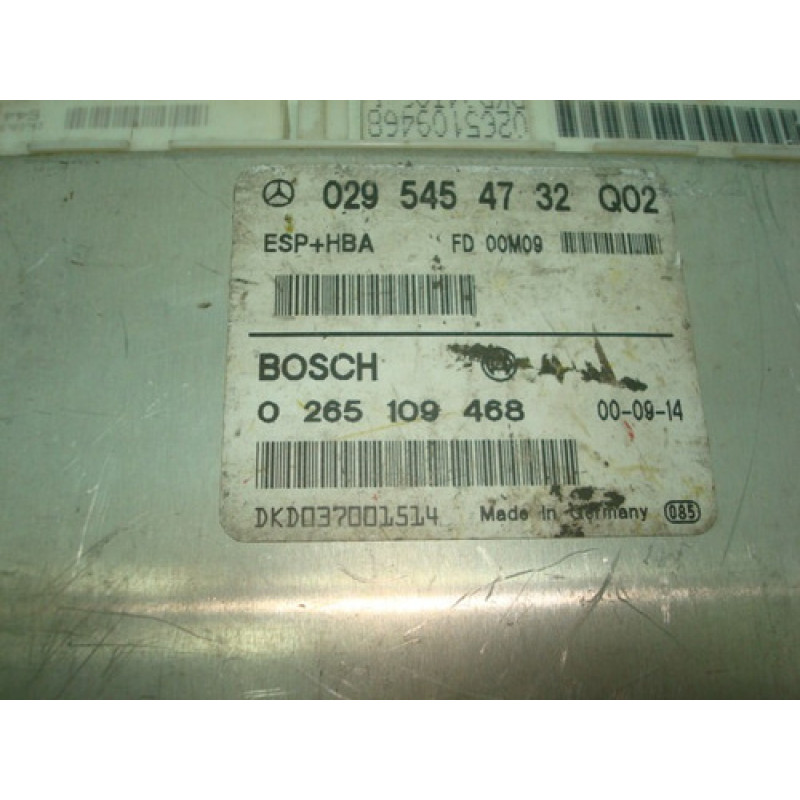 0265109468
029 545 47 32 Q02
ESP+HBA FD 00M09
BOSCH
0 265 109 468 00-09-14
DKD037001514 Made in Germany 085